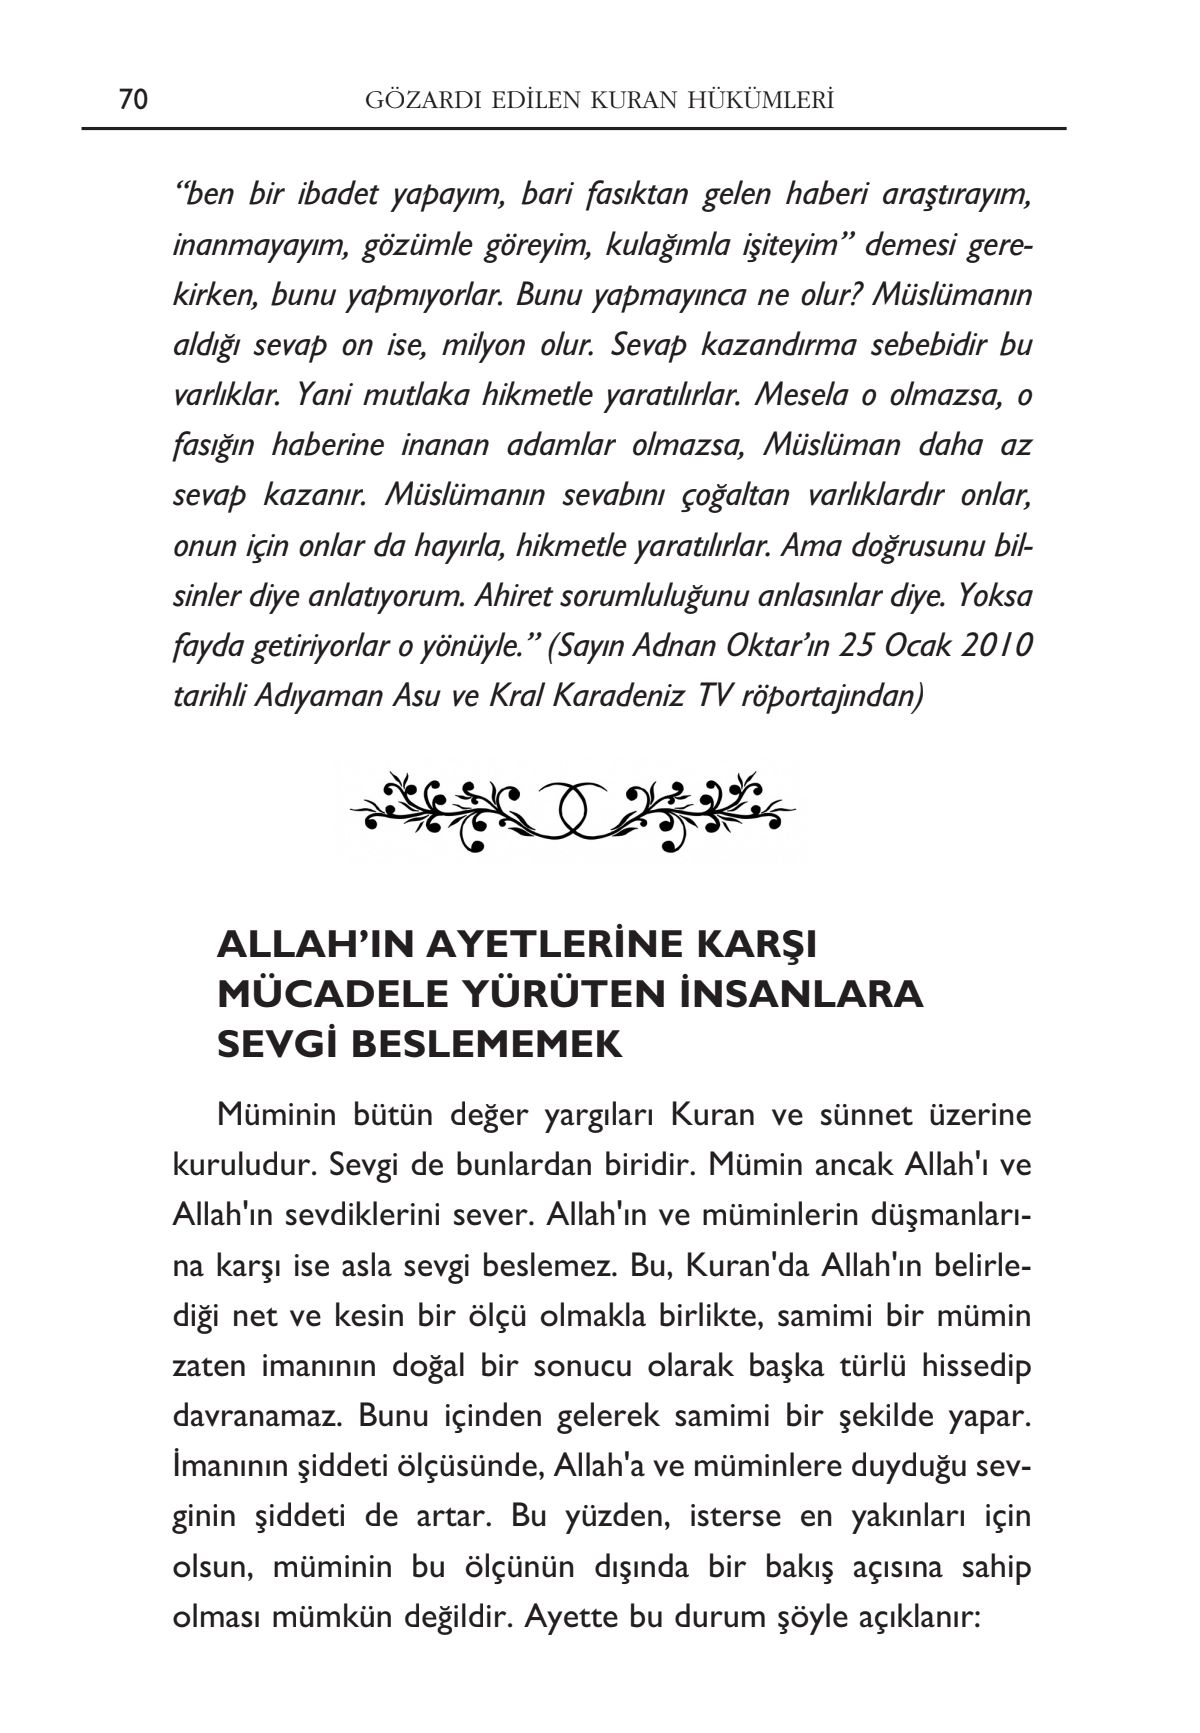 70
GÖZARDI EDİLEN KURAN HÜKÜMLERİ
“ben bir ibadet yapayım, bari fasıktan gelen haberi araştırayım,
inanmayayım, gözümle göreyim, kulağımla işiteyim” demesi gere-
kirken, bunu yapmıyorlar. Bunu yapmayınca ne olur? Müslümanın
aldığı sevap on ise, milyon olur. Sevap kazandırma sebebidir bu
varlıklar. Yani mutlaka hikmetle yaratılırlar. Mesela o olmazsa, o
fasığın haberine inanan adamlar olmazsa, Müslüman daha az
sevap kazanır. Müslümanın sevabını çoğaltan varlıklardır onlar,
onun için onlar da hayırla, hikmetle yaratılırlar. Ama doğrusunu bil-
sinler diye anlatıyorum. Ahiret sorumluluğunu anlasınlar diye. Yoksa
fayda getiriyorlar o yönüyle.” (Sayın Adnan Oktar’ın 25 Ocak 2010
tarihli Adıyaman Asu ve Kral Karadeniz TV röportajından)
ALLAH’IN AYETLERİNE KARŞI
MÜCADELE YÜRÜTEN İNSANLARA
SEVGİ BESLEMEMEK
Müminin bütün değer yargıları Kuran ve sünnet üzerine
kuruludur. Sevgi de bunlardan biridir. Mümin ancak Allah'ı ve
Allah'ın sevdiklerini sever. Allah'ın ve müminlerin düşmanları-
na karşı ise asla sevgi beslemez. Bu, Kuran'da Allah'ın belirle-
diği net ve kesin bir ölçü olmakla birlikte, samimi bir mümin
zaten imanının doğal bir sonucu olarak başka türlü hissedip
davranamaz. Bunu içinden gelerek samimi bir şekilde yapar.
İmanının şiddeti ölçüsünde, Allah'a ve müminlere duyduğu sev-
ginin şiddeti de artar. Bu yüzden, isterse en yakınları için
olsun, müminin bu ölçünün dışında bir bakış açısına sahip
olması mümkün değildir. Ayette bu durum şöyle açıklanır: